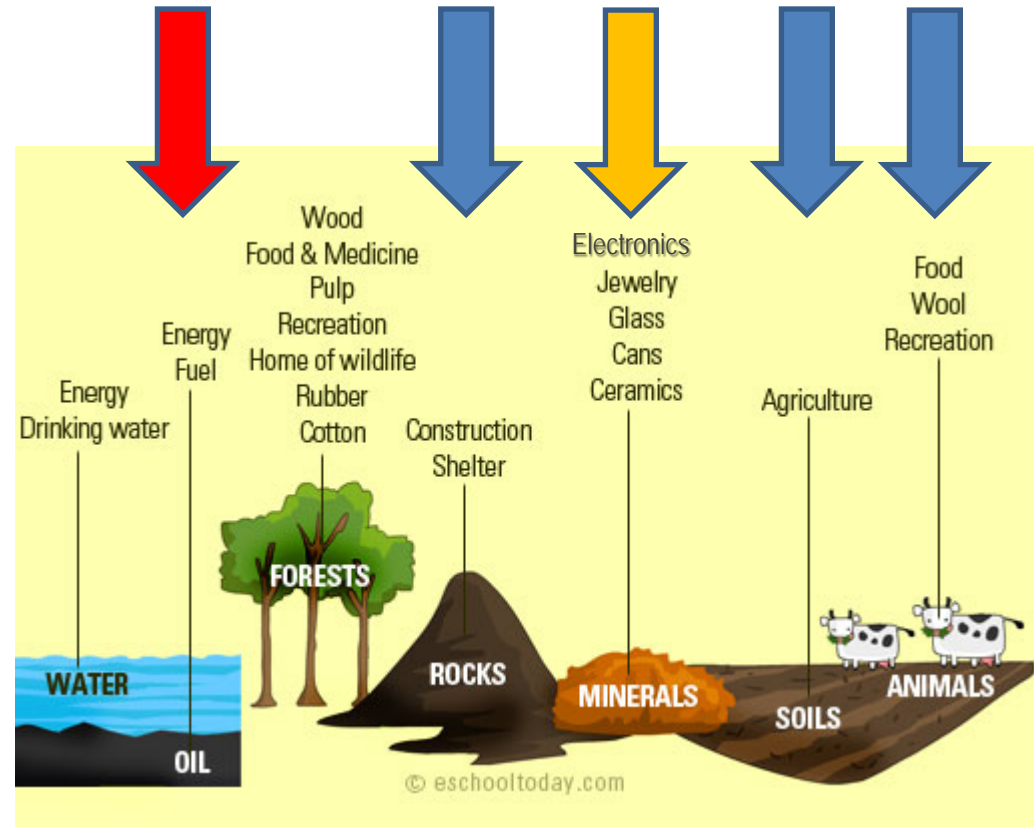 Energy
Drinking water
WATER
Energy
Fuel
OIL
Wood
Food & Medicine
Pulp
Recreation
Home of wildlife
Rubber
Cotton
FORESTS
Construction
Shelter
ROCKS
Electronics
Jewelry
Glass
Cans
Ceramics
MINERALS
Agriculture
SOILS
Food
Wool
Recreation
ANIMALS
© eschooltoday.com